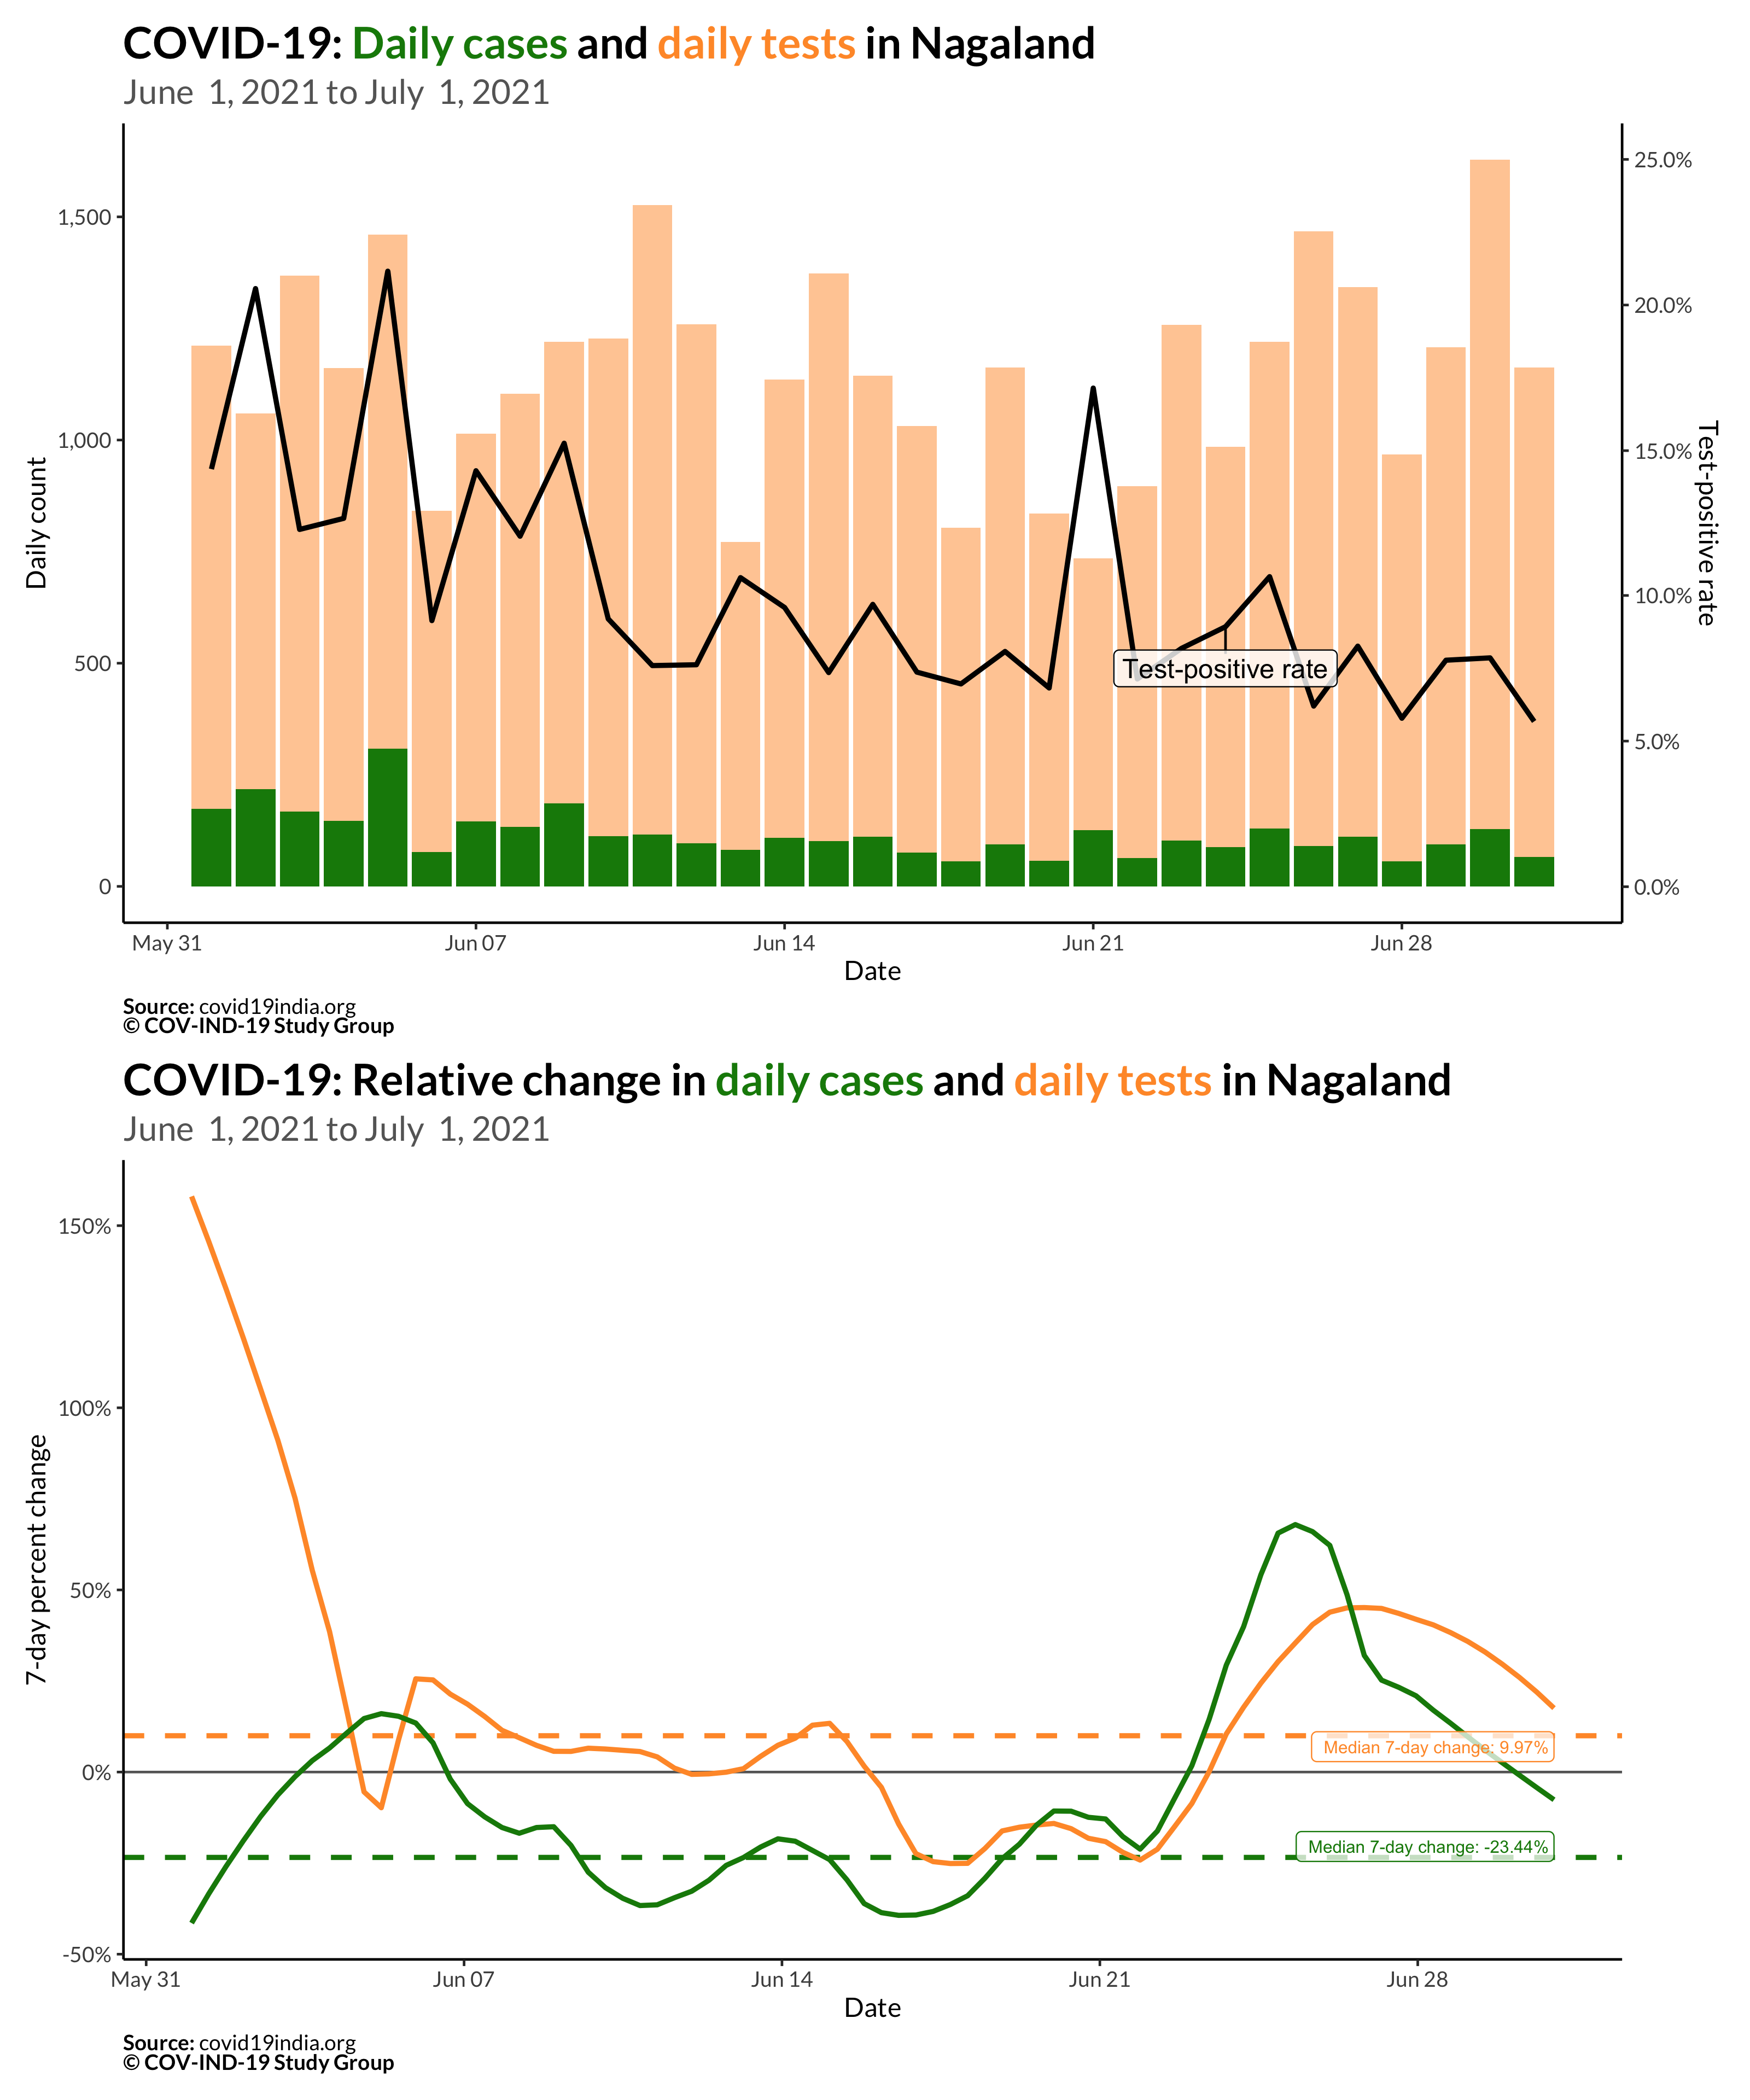 COVID-19: Daily cases and daily tests in Nagaland
June 1, 2021 to July 1, 2021
Daily count
1,500
1,000
500
0
25.0%
20.0%
15.0%
10.0%
5.0%
0.0%
Test-positive rate
Test-positive rate
May 31
Jun 07
Jun 14
Jun 21
Jun 28
Date
Source: covid19india.org
© COV-IND-19 Study Group
COVID-19: Relative change in daily cases and daily tests in Nagaland
June 1, 2021 to July 1, 2021
7-day percent change
150%
100%
50%
0%
-50%
Median 7-day change: 9.97%
Median 7-day change: -23.44%
May 31
Jun 07
Jun 14
Jun 21
Jun 28
Date
Source: covid19india.org
© COV-IND-19 Study Group